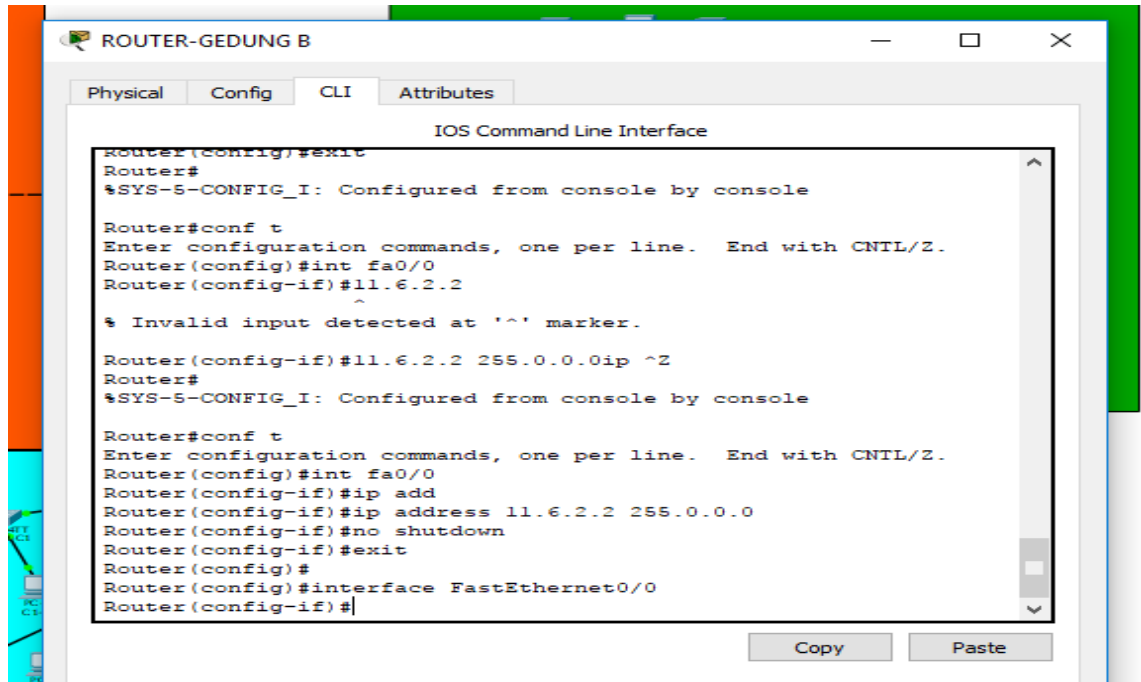 ROUTER-GEDUNG B
Physical Config CLI Attributes
IOS Command Line Interface
Router(config)#exit
Router#
%SYS-5-CONFIG_I: Configured from console by console
Router#conf t
Enter configuration commands, one per line.  End with CNTL/Z.
Router(config)#int fa0/0
Router(config-if)#11.6.2.2
^
% Invalid input detected at '^' marker.
Router(config-if)#11.6.2.2 255.0.0.0ip ^Z
Router#
%SYS-5-CONFIG_I: Configured from console by console
Router#conf t
Enter configuration commands, one per line.  End with CNTL/Z.
Router(config)#int fa0/0
Router(config-if)#ip add
Router(config-if)#ip address 11.6.2.2 255.0.0.0
Router(config-if)#no shutdown
Router(config-if)#exit
Router(config)#
Router(config)#interface FastEthernet0/0
Router(config-if)#
Copy Paste
C1
PC